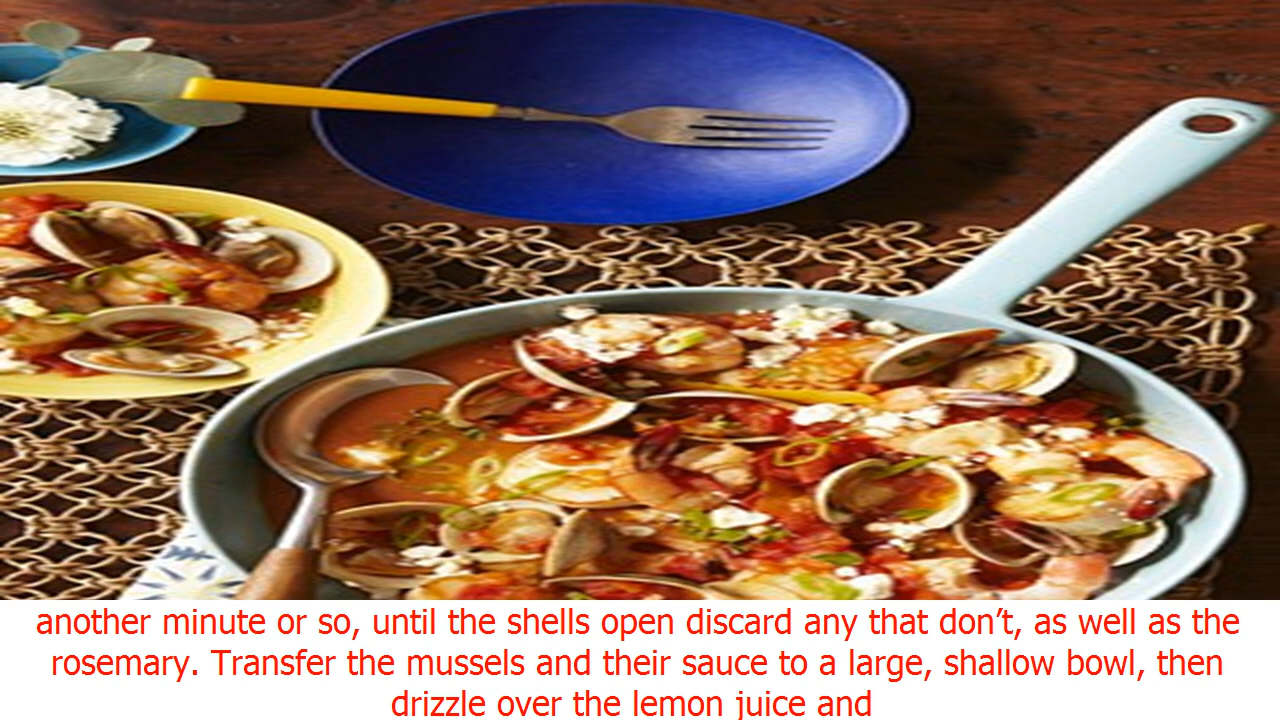 another minute or so, until the shells open discard any that don’t, as well as the
rosemary. Transfer the mussels and their sauce to a large, shallow bowl, then
drizzle over the lemon juice and